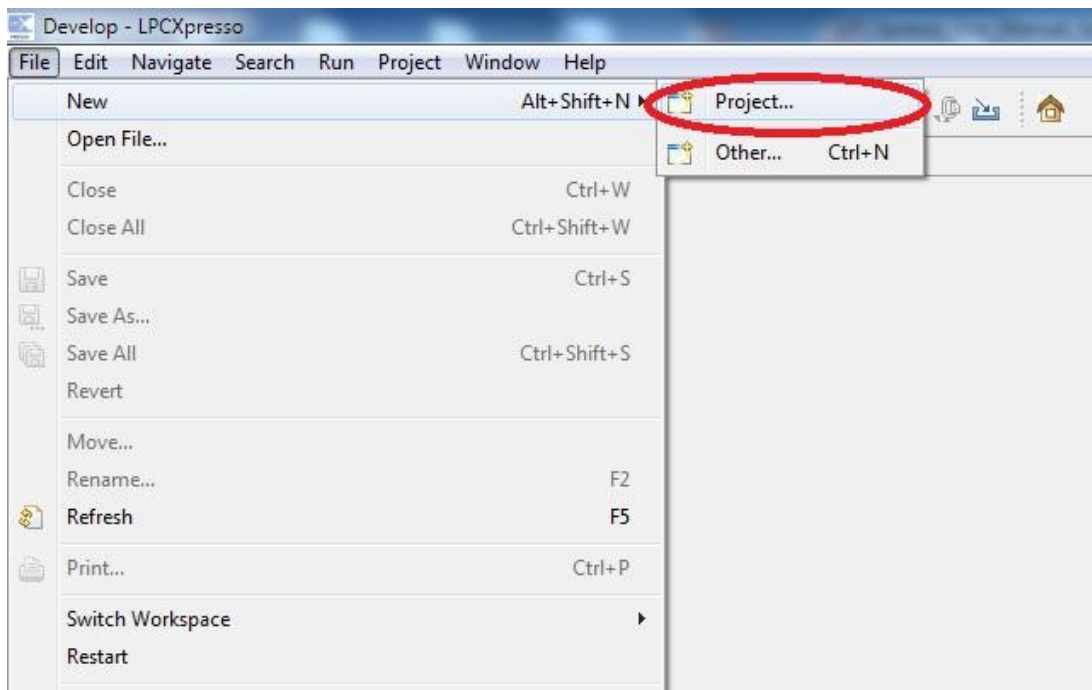 Develop - LPCXpresso
File Edit Navigate Search Run Project Window Help
New Alt+Shift+N Project...
Open File...
Other... Ctrl+N
Close Ctrl+W
Close All Ctrl+Shift+W
Save Ctrl+S
Save As...
Save All Ctrl+Shift+S
Revert
Move...
Rename... F2
Refresh F5
Print... Ctrl+P
Switch Workspace
Restart